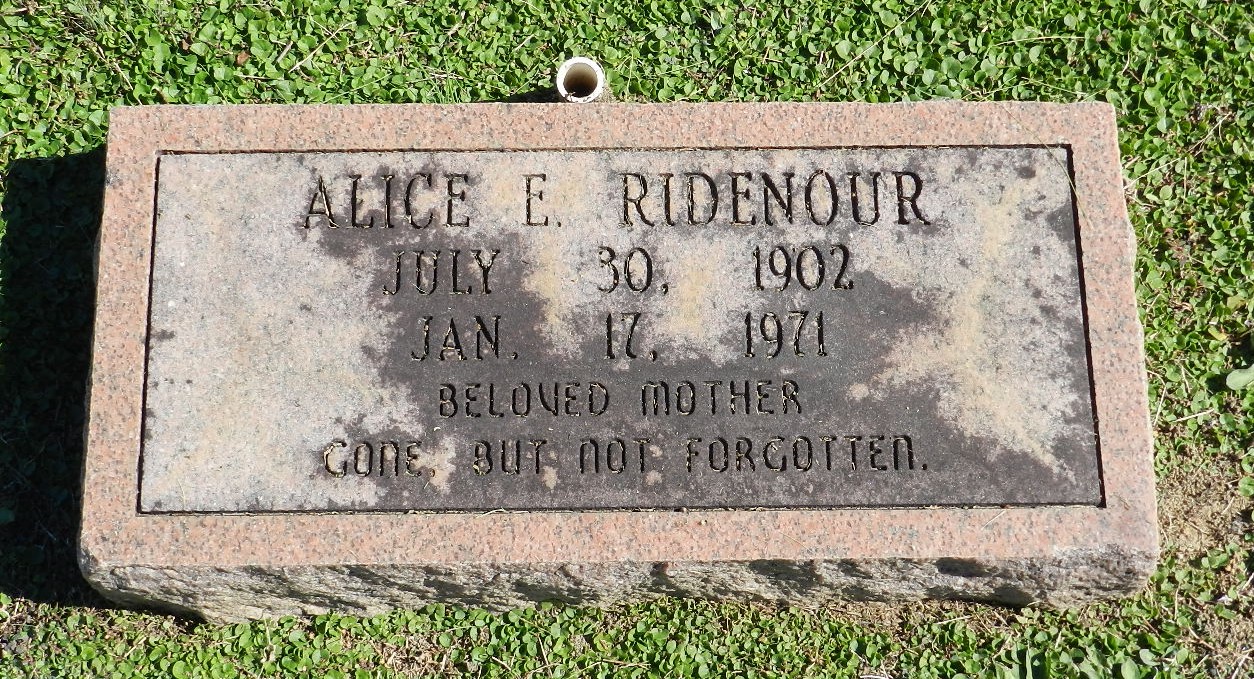 ALICE E. RIDENOUR
JULY 30, 1902
JAN. 17, 1971
BELOVED MOTHER
GONE, BUT NOT FORGOTTEN.